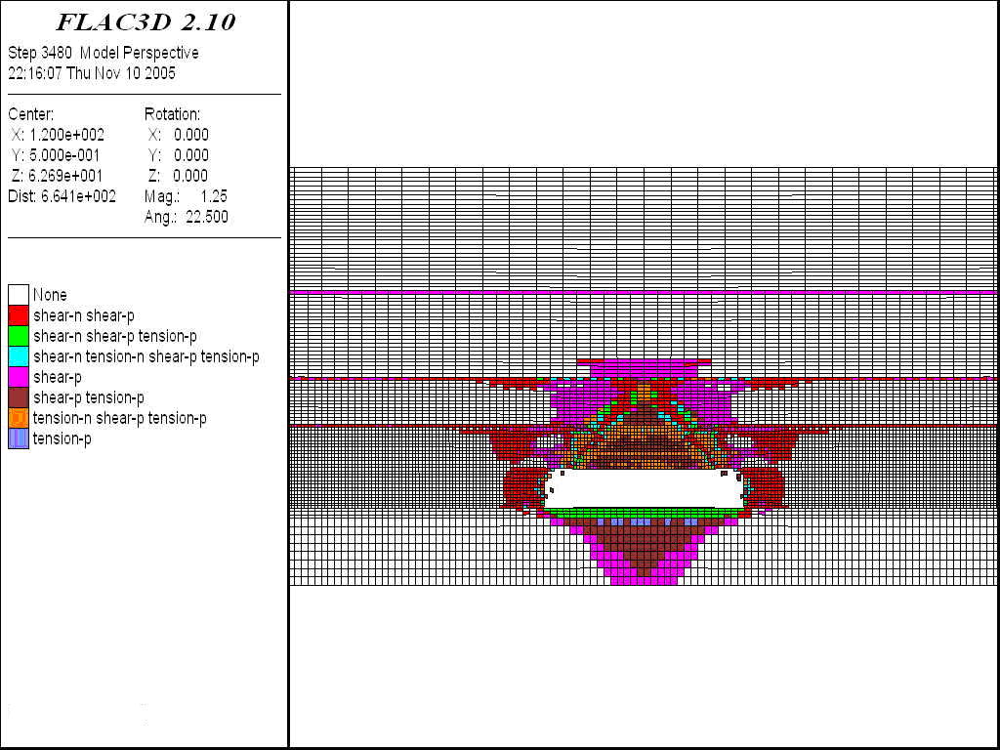 FLAC3D 2.10
Step 3480 Model Perspective
22:16:07 Thu Nov 10 2005
Center:
X: 1.200e+002
Y: 5.000e-001
Z: 6.269e+001
Dist: 6.641e+002
Rotation:
X: 0.000
Y: 0.000
Z: 0.000
Mag.: 1.25
Ang.: 22.500
None
shear-n shear-p
shear-n shear-p tension-p
shear-n tension-n shear-p tension-p
shear-p
shear-p tension-p
tension-n shear-p tension-p
tension-p